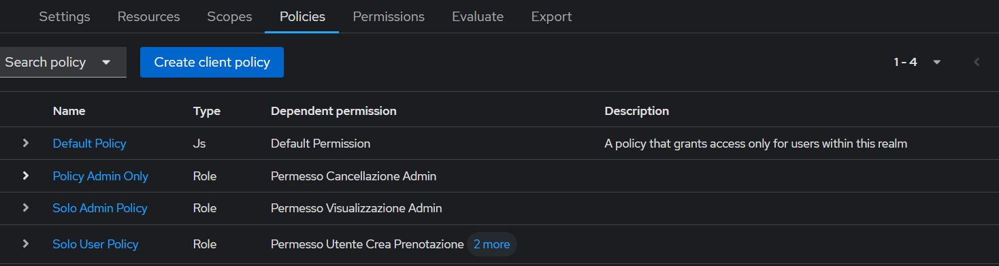 Settings Resources Scopes Policies Permissions Evaluate Export
Search policy Create client policy 1 - 4
Name Type Dependent permission Description
Default Policy Js Default Permission A policy that grants access only for users within this realm
Policy Admin Only Role Permesso Cancellazione Admin
Solo Admin Policy Role Permesso Visualizzazione Admin
Solo User Policy Role Permesso Utente Crea Prenotazione 2 more